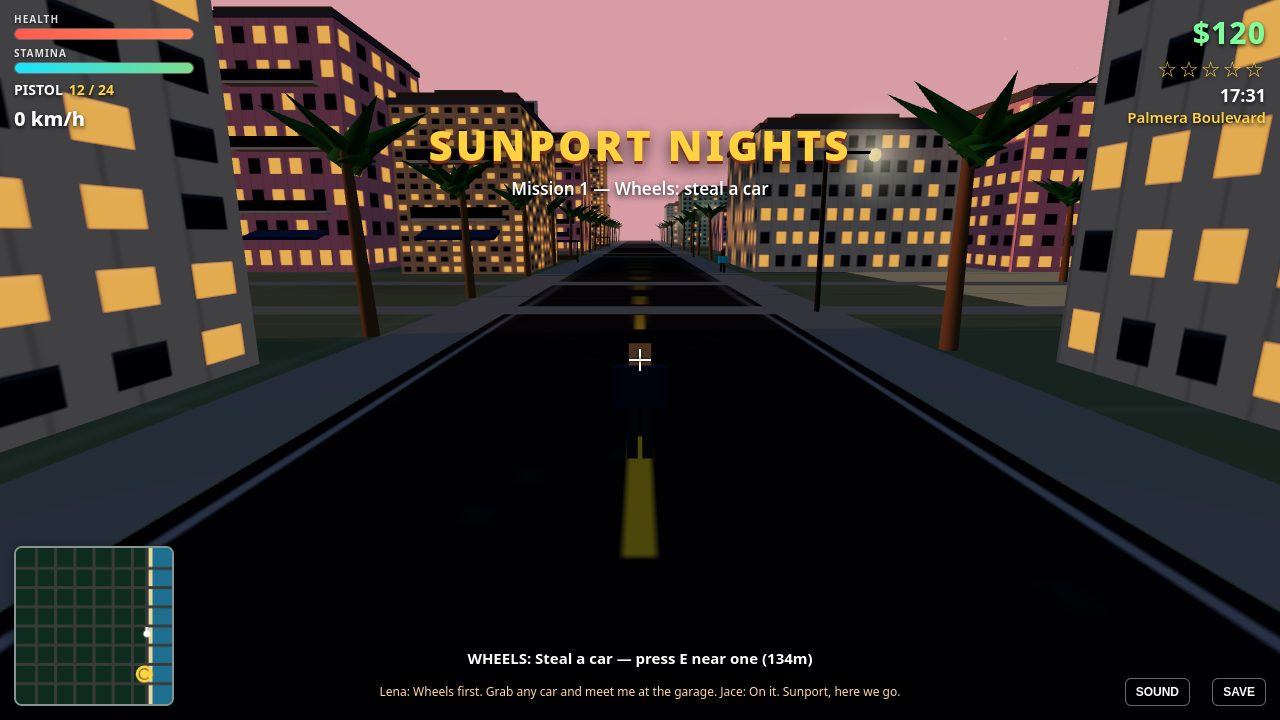 HEALTH
STAMINA
PISTOL 12 / 24
0 km/h
$120
☆☆☆☆☆
17:31
Palmera Boulevard
SUNPORT NIGHTS
Mission 1 — Wheels: steal a car
C
WHEELS: Steal a car — press E near one (134m)
Lena: Wheels first. Grab any car and meet me at the garage. Jace: On it. Sunport, here we go.
SOUND
SAVE